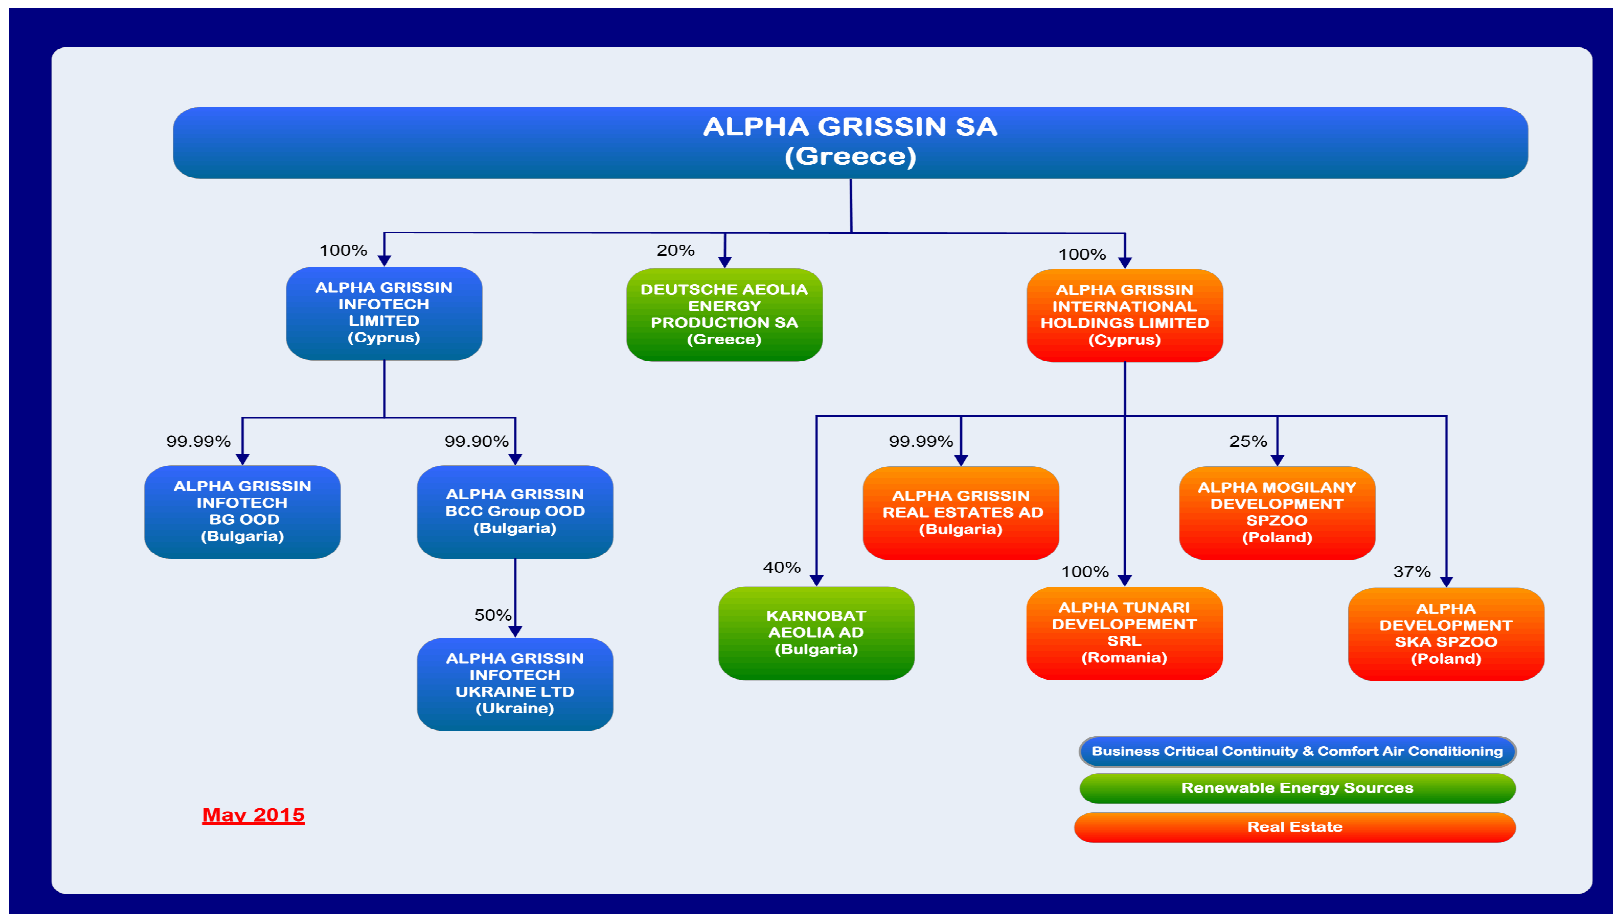 ALPHA GRISSIN SA
(Greece)
100%
20%
100%
ALPHA GRISSIN
INFOTECH
LIMITED
(Cyprus)
DEUTSCHE AEOLIA
ENERGY
PRODUCTION SA
(Greece)
ALPHA GRISSIN
INTERNATIONAL
HOLDINGS LIMITED
(Cyprus)
99.99%
99.90%
99.99%
25%
ALPHA GRISSIN
INFOTECH
BG OOD
(Bulgaria)
ALPHA GRISSIN
BCC Group OOD
(Bulgaria)
ALPHA GRISSIN
REAL ESTATES AD
(Bulgaria)
ALPHA MOGILANY
DEVELOPMENT
SPZOO
(Poland)
40%
100%
37%
50%
KARNOBAT
AEOLIA AD
(Bulgaria)
ALPHA TUNARI
DEVELOPEMENT
SRL
(Romania)
ALPHA
DEVELOPMENT
SKA SPZOO
(Poland)
ALPHA GRISSIN
INFOTECH
UKRAINE LTD
(Ukraine)
Business Critical Continuity & Comfort Air Conditioning
Renewable Energy Sources
Real Estate
May 2015